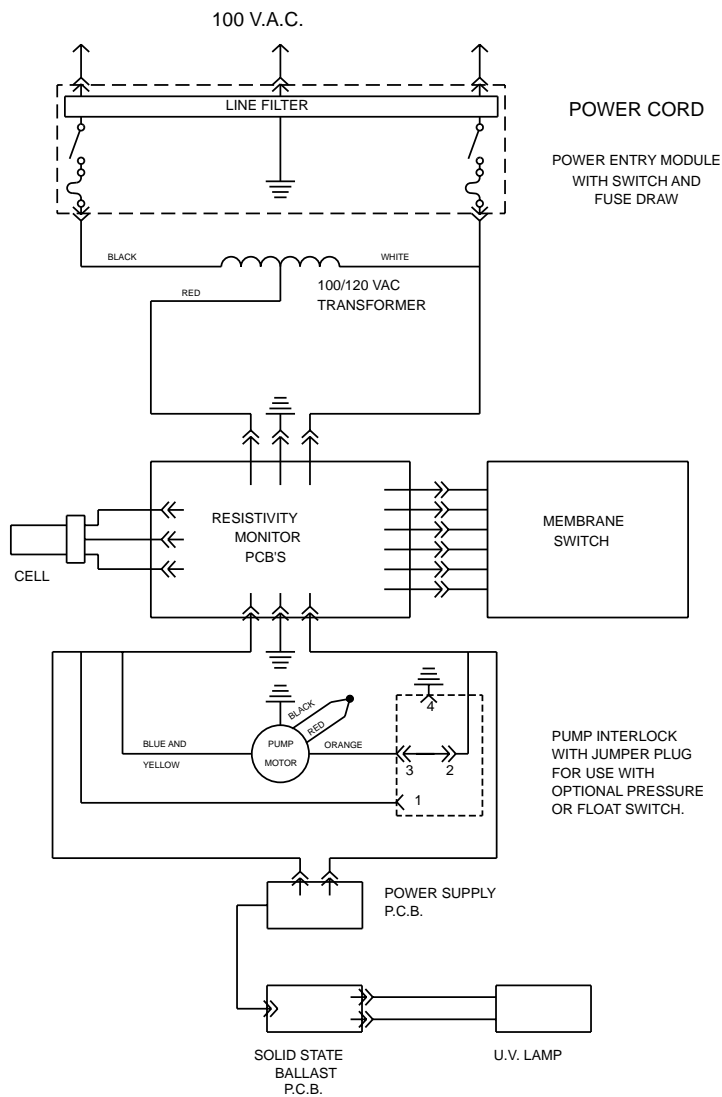 100 V.A.C.
LINE FILTER
POWER CORD
POWER ENTRY MODULE
WITH SWITCH AND
FUSE DRAW
BLACK
WHITE
RED
100/120 VAC
TRANSFORMER
RESISTIVITY
MONITOR
PCB'S
MEMBRANE
SWITCH
CELL
BLACK
RED
4
BLUE AND
YELLOW
PUMP
MOTOR
ORANGE
3
2
1
PUMP INTERLOCK
WITH JUMPER PLUG
FOR USE WITH
OPTIONAL PRESSURE
OR FLOAT SWITCH.
POWER SUPPLY
P.C.B.
SOLID STATE
BALLAST
P.C.B.
U.V. LAMP